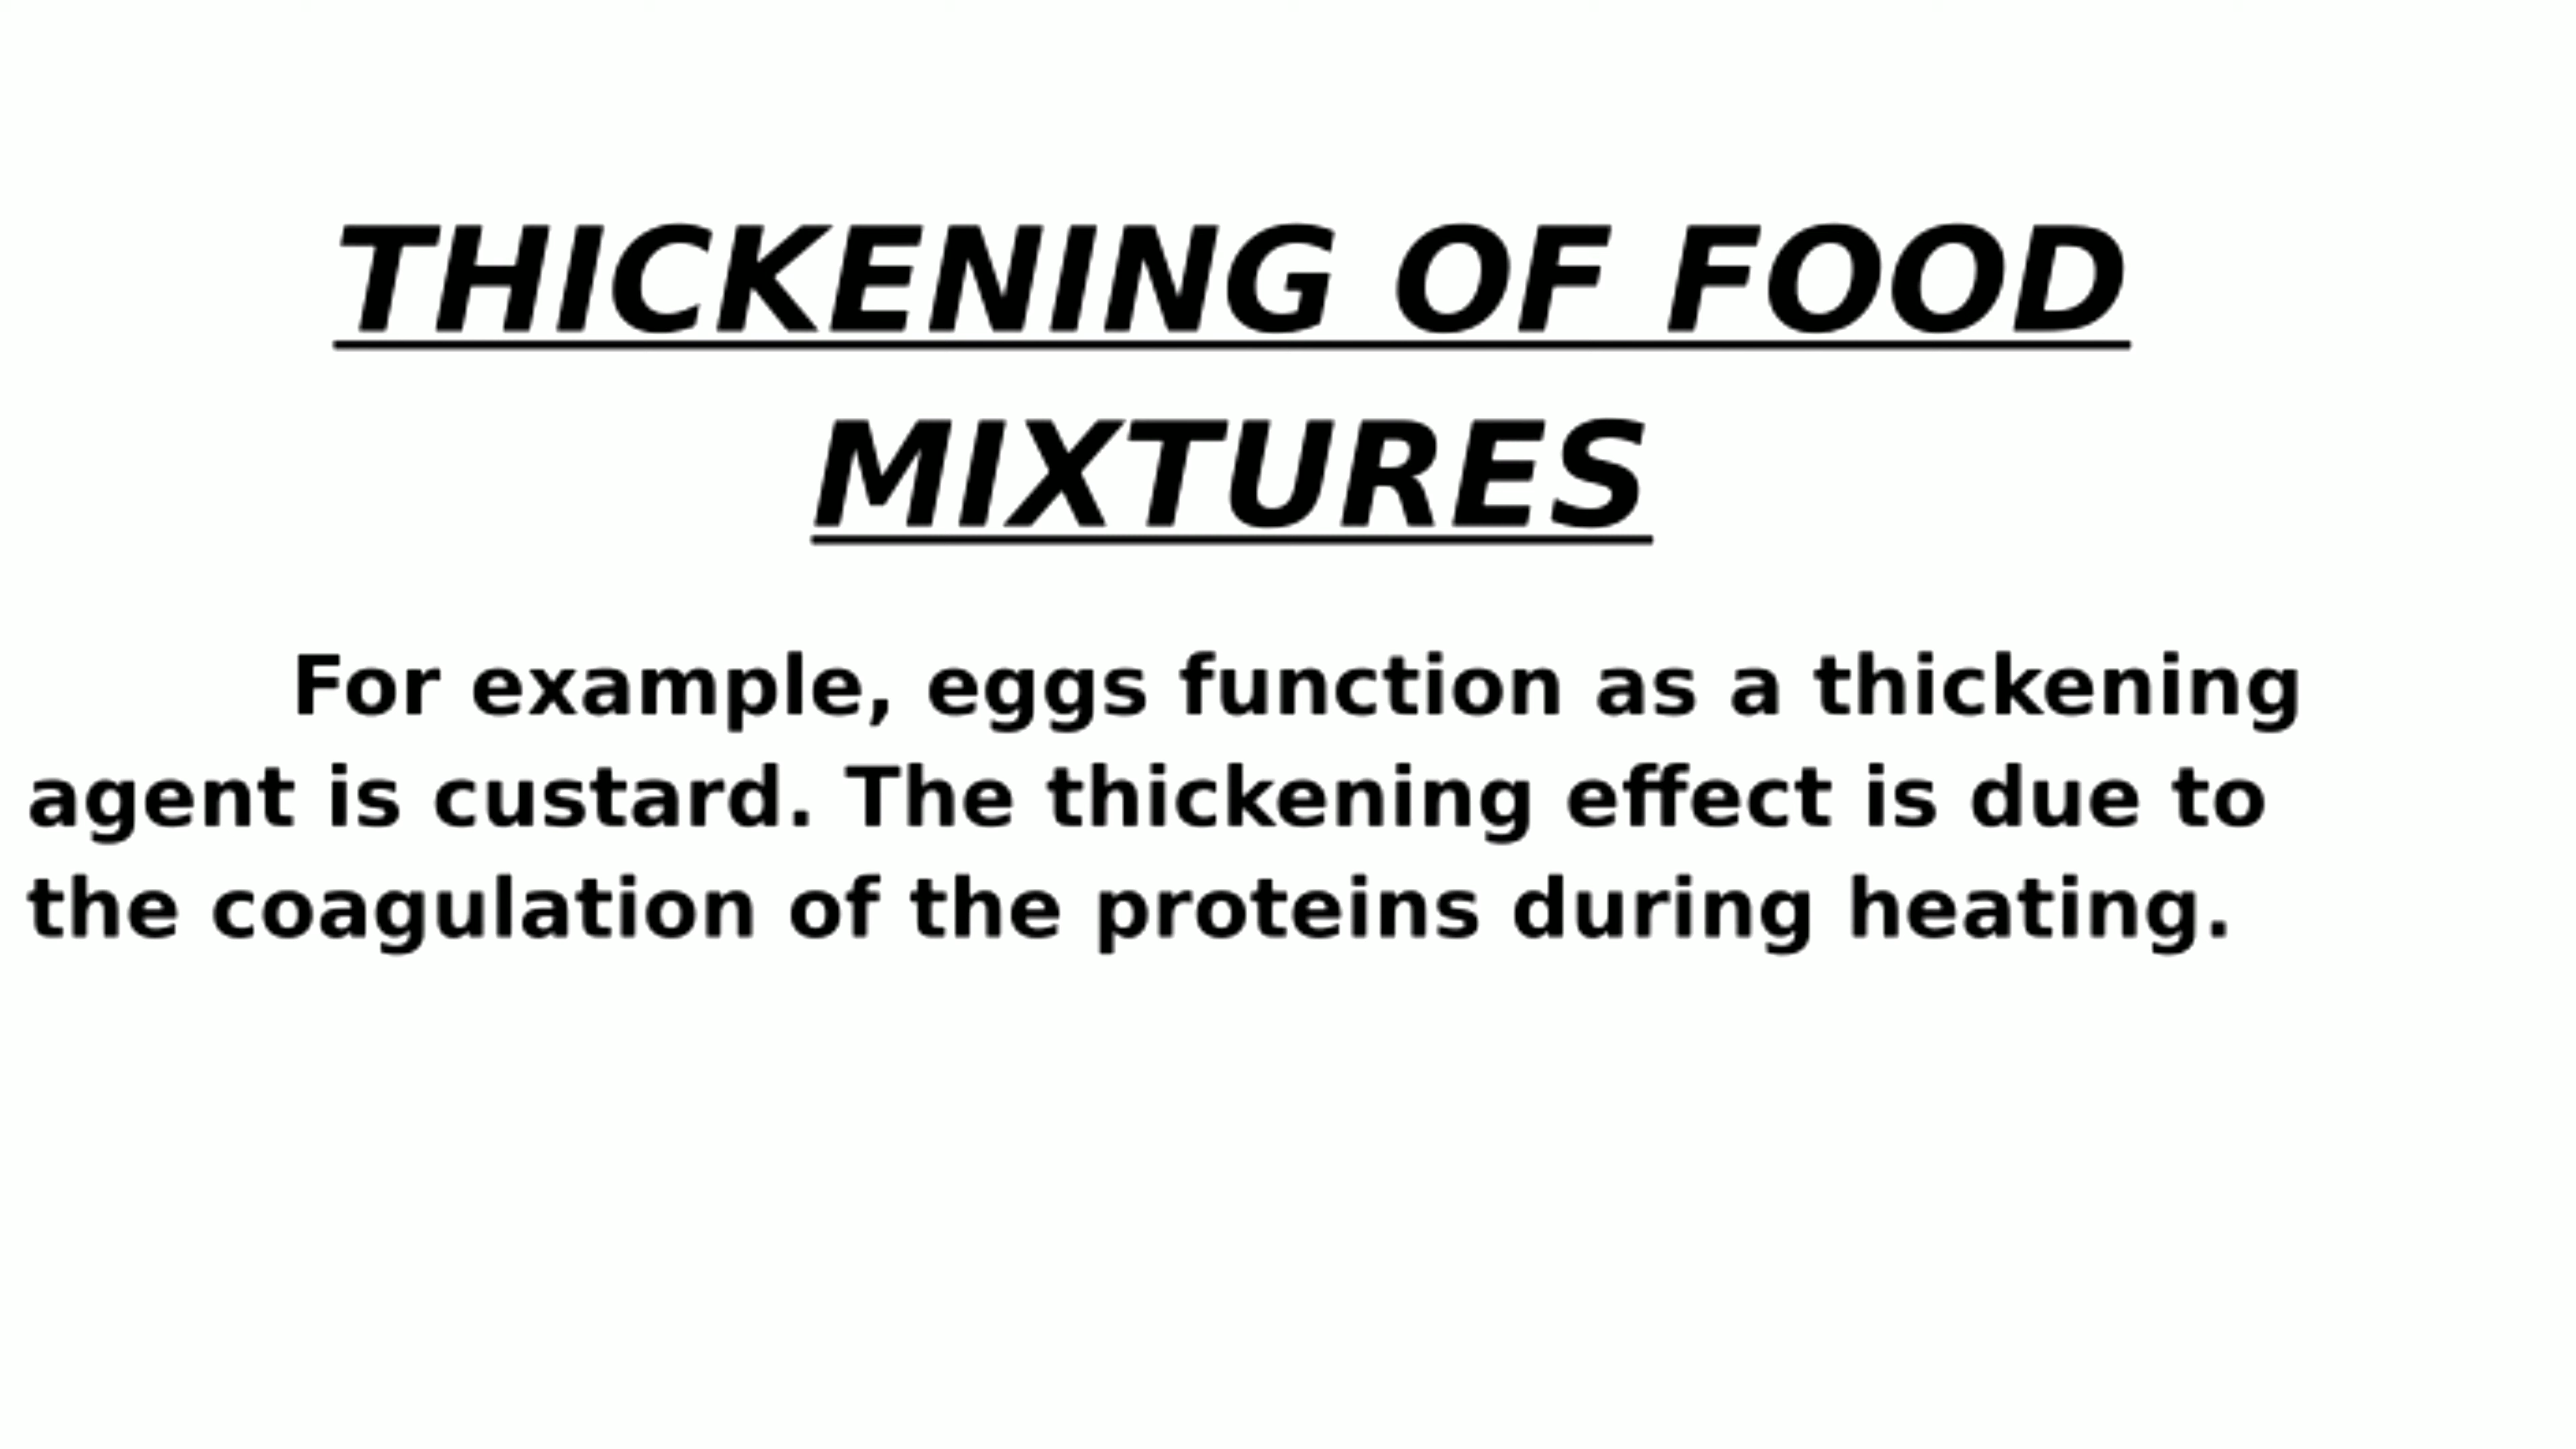 THICKENING OF FOOD
MIXTURES
For example, eggs function as a thickening
agent is custard. The thickening effect is due to
the coagulation of the proteins during heating.